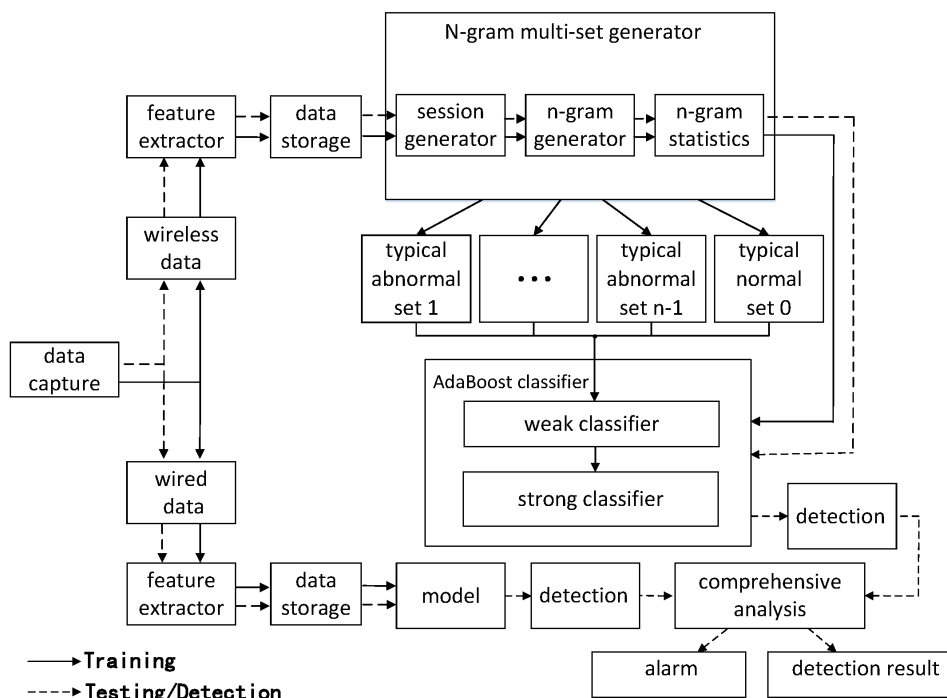 N-gram multi-set generator
feature
extractor
data
storage
session
generator
n-gram
generator
n-gram
statistics
wireless
data
typical
abnormal
set 1
•••
typical
abnormal
set n-1
typical
normal
set 0
data
capture
AdaBoost classifier
weak classifier
strong classifier
wired
data
detection
feature
extractor
data
storage
model
detection
comprehensive
analysis
alarm
detection result
Training
Testing/Detection